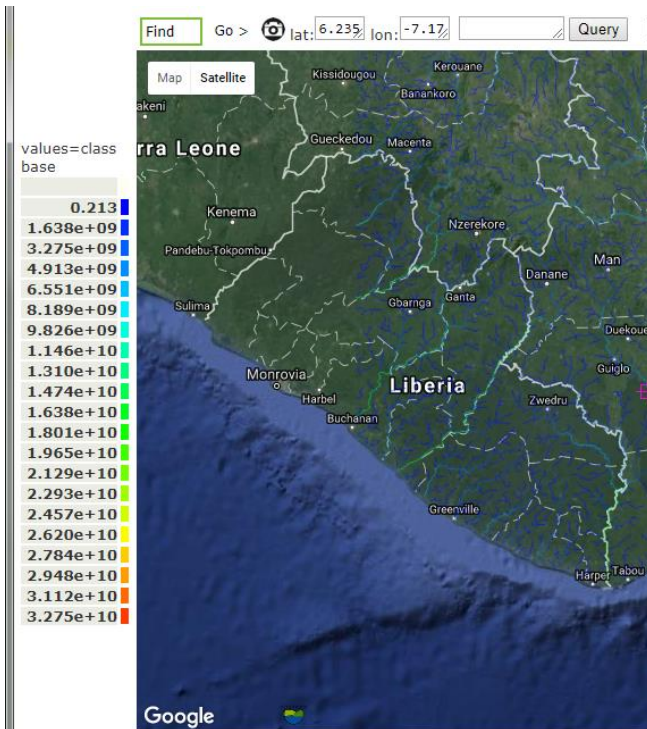 Find Go > lat: 6.235 lon: -7.17 Query
Map Satellite
values=class
base
0.213
1.638e+09
3.275e+09
4.913e+09
6.551e+09
8.189e+09
9.826e+09
1.146e+10
1.310e+10
1.474e+10
1.638e+10
1.801e+10
1.965e+10
2.129e+10
2.293e+10
2.457e+10
2.620e+10
2.784e+10
2.948e+10
3.112e+10
3.275e+10
Kissidougou
Kerouane
Banankoro
akeni
Gueckedou
Macenta
rra Leone
Kenema
Nzerekore
Pandebu-Tokpombu
Man
Danane
Sulima
Gbarnga
Ganta
Duekoue
Monrovia
Guiglo
Harbel
Liberia
Zwedru
Buchanan
Greenville
Harper
Tabou
Google